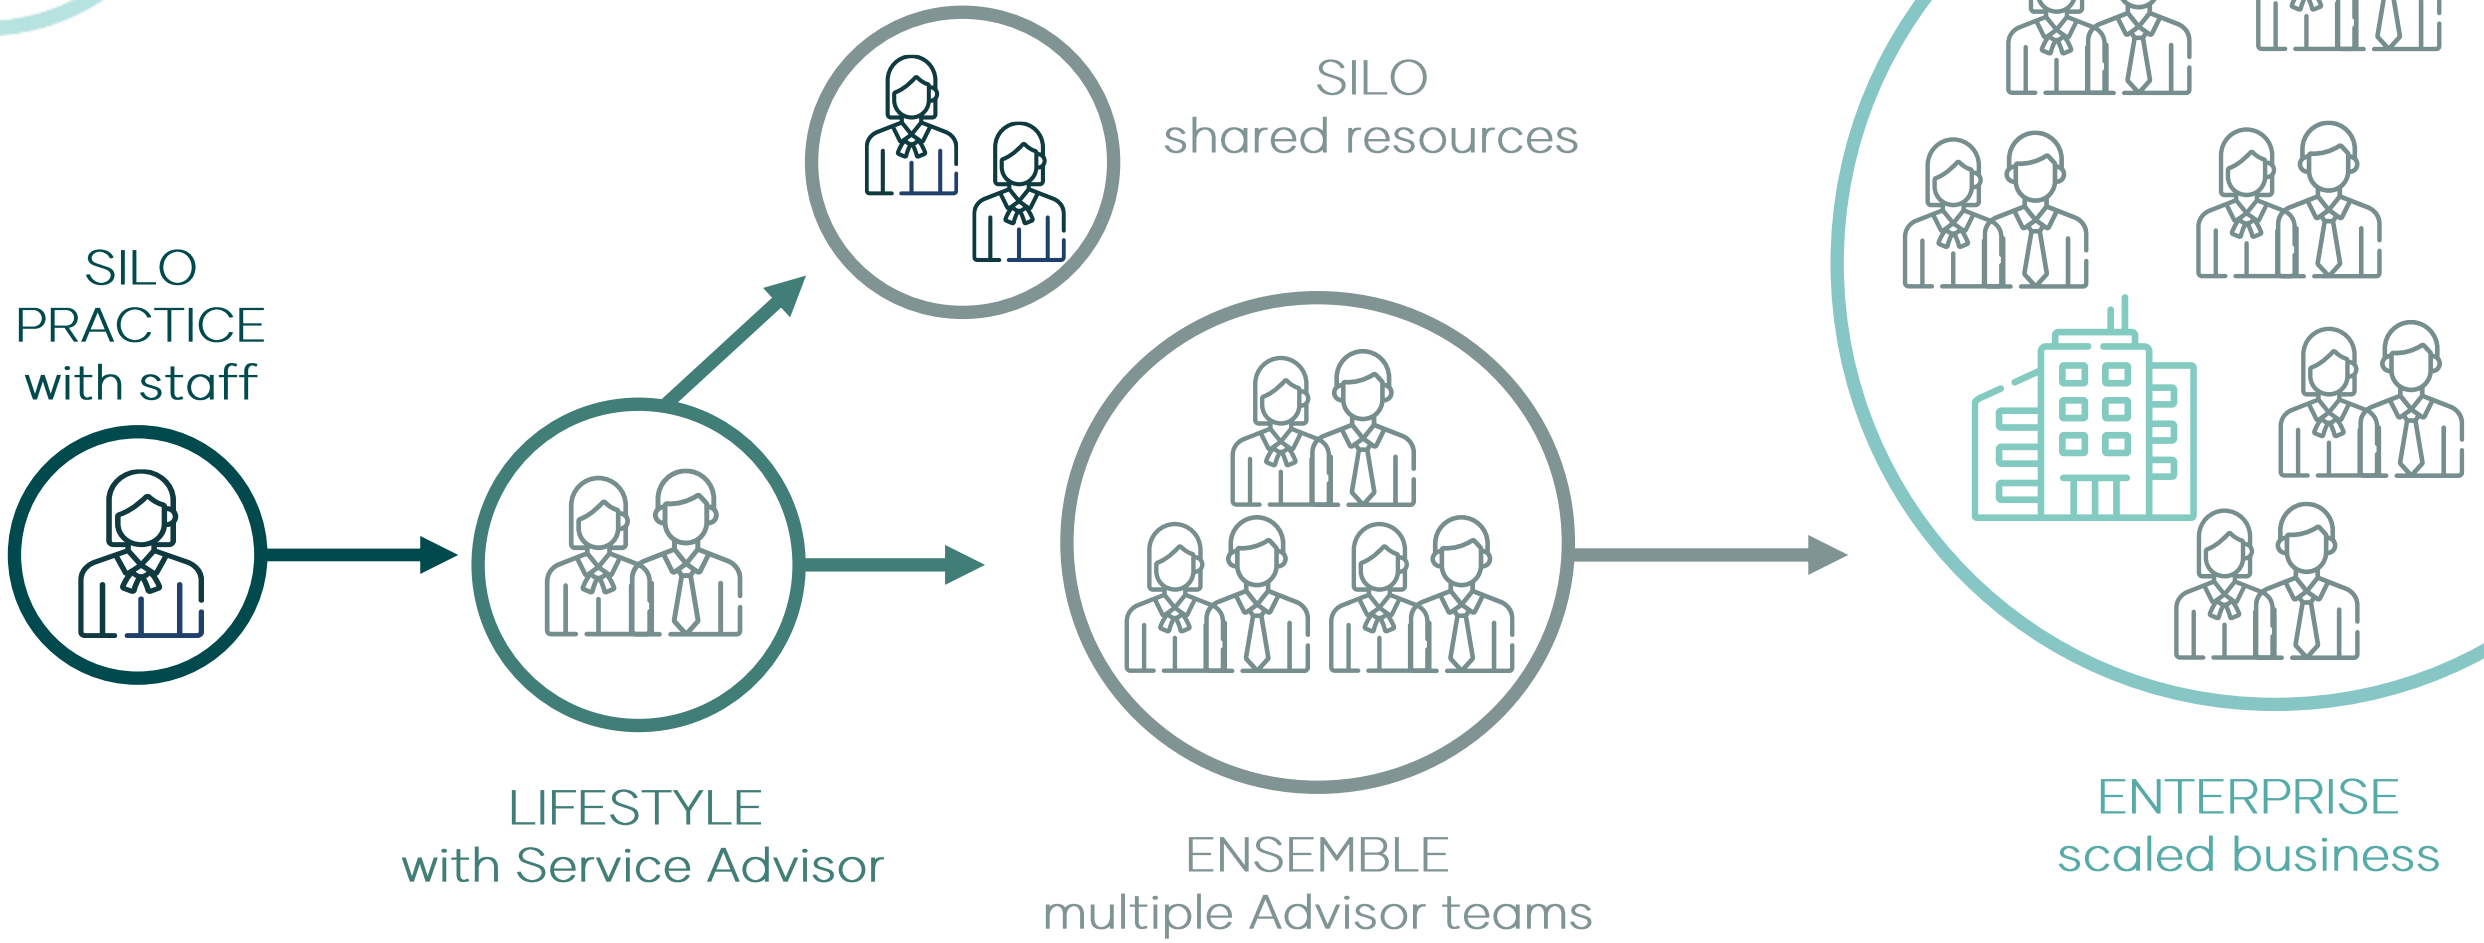 SILO
PRACTICE
with staff
LIFESTYLE
with Service Advisor
SILO
shared resources
ENSEMBLE
multiple Advisor teams
ENTERPRISE
scaled business